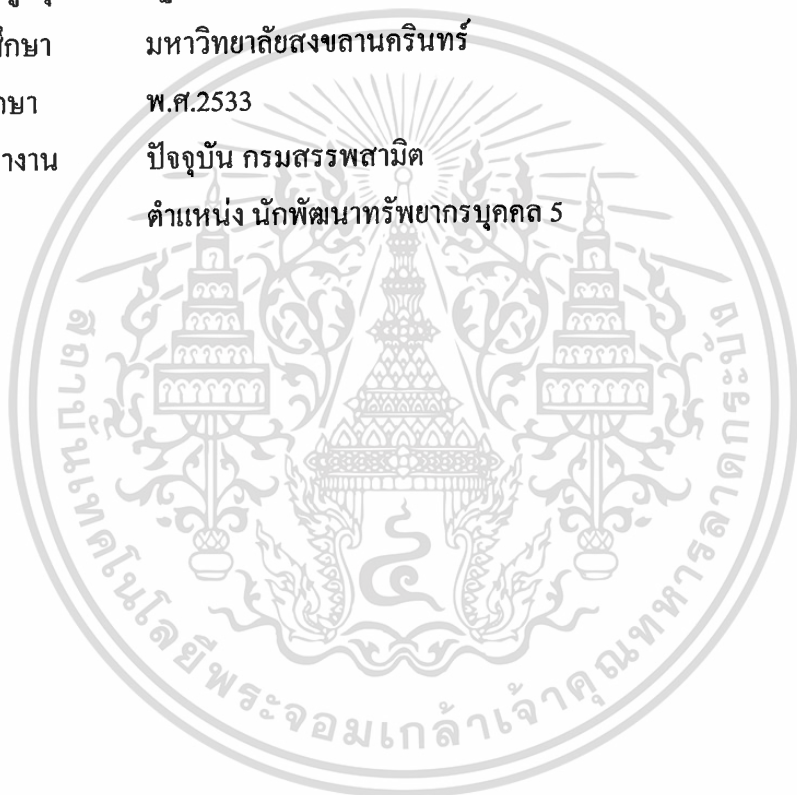 มหาวิทยาลัยสงขลานครินทร์
พ.ศ.2533
ปัจจุบัน กรมสรรพสามิต
ตำแหน่ง นักพัฒนาทรัพยากรบุคคล 5
สถาบันเทคโนโลยีพระจอมเกล้าเจ้าคุณทหารลาดกระบัง